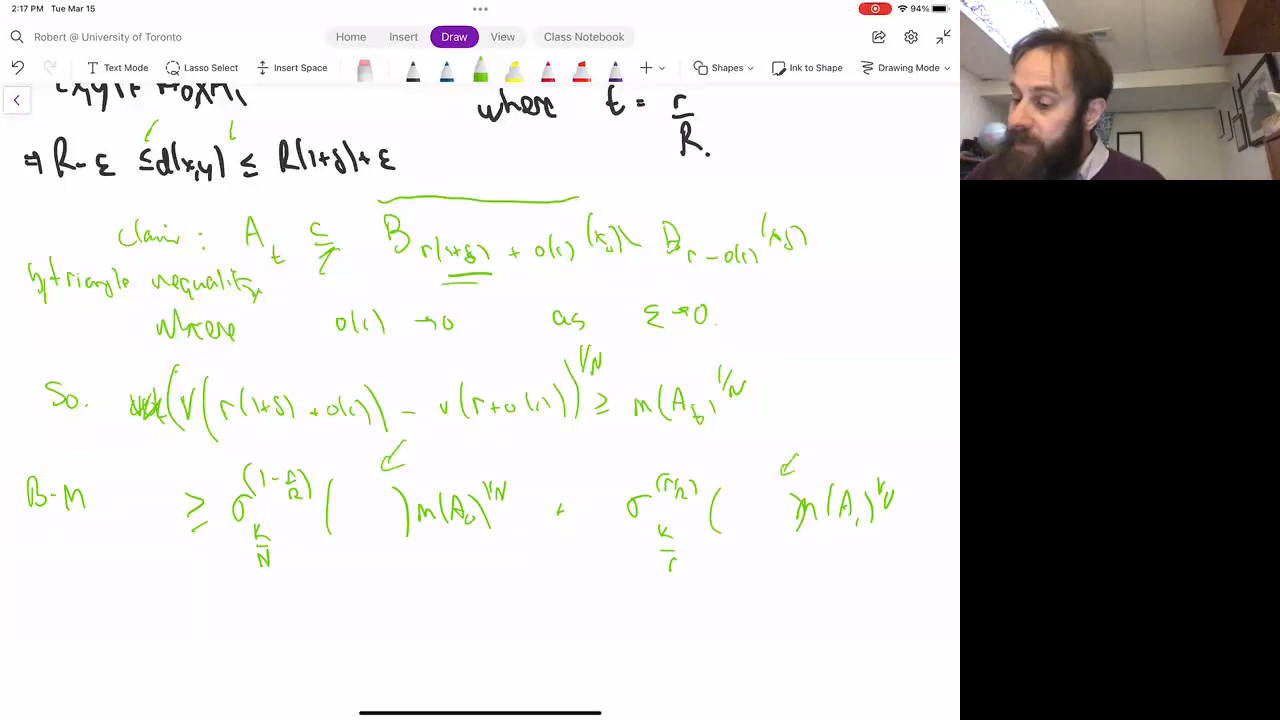 2:17 PM Tue Mar 15
94%
Robert @ University of Toronto
Home Insert Draw View Class Notebook
Text Mode Lasso Select Insert Space Shapes Ink to Shape Drawing Mode
where t = r/R.
⇒ R-ε ≤ d(x,y) ≤ R(1+δ)+ε
Claim: A_t ⊆ B_{r(1+δ)+o(1)}(x_0) \ B_{r-o(1)}(x_0)
by triangle inequality
where o(1) → 0 as ε→0.
So. (V(r(1+δ)+o(1)) - v(r+o(1)))^{1/N} ≥ m(A_t)^{1/N}
B-M ≥ σ_{K/N}^{(1-r/R)}( )m(A_0)^{1/N} + σ_{K/r}^{(r/R)}( )m(A_1)^{1/N}